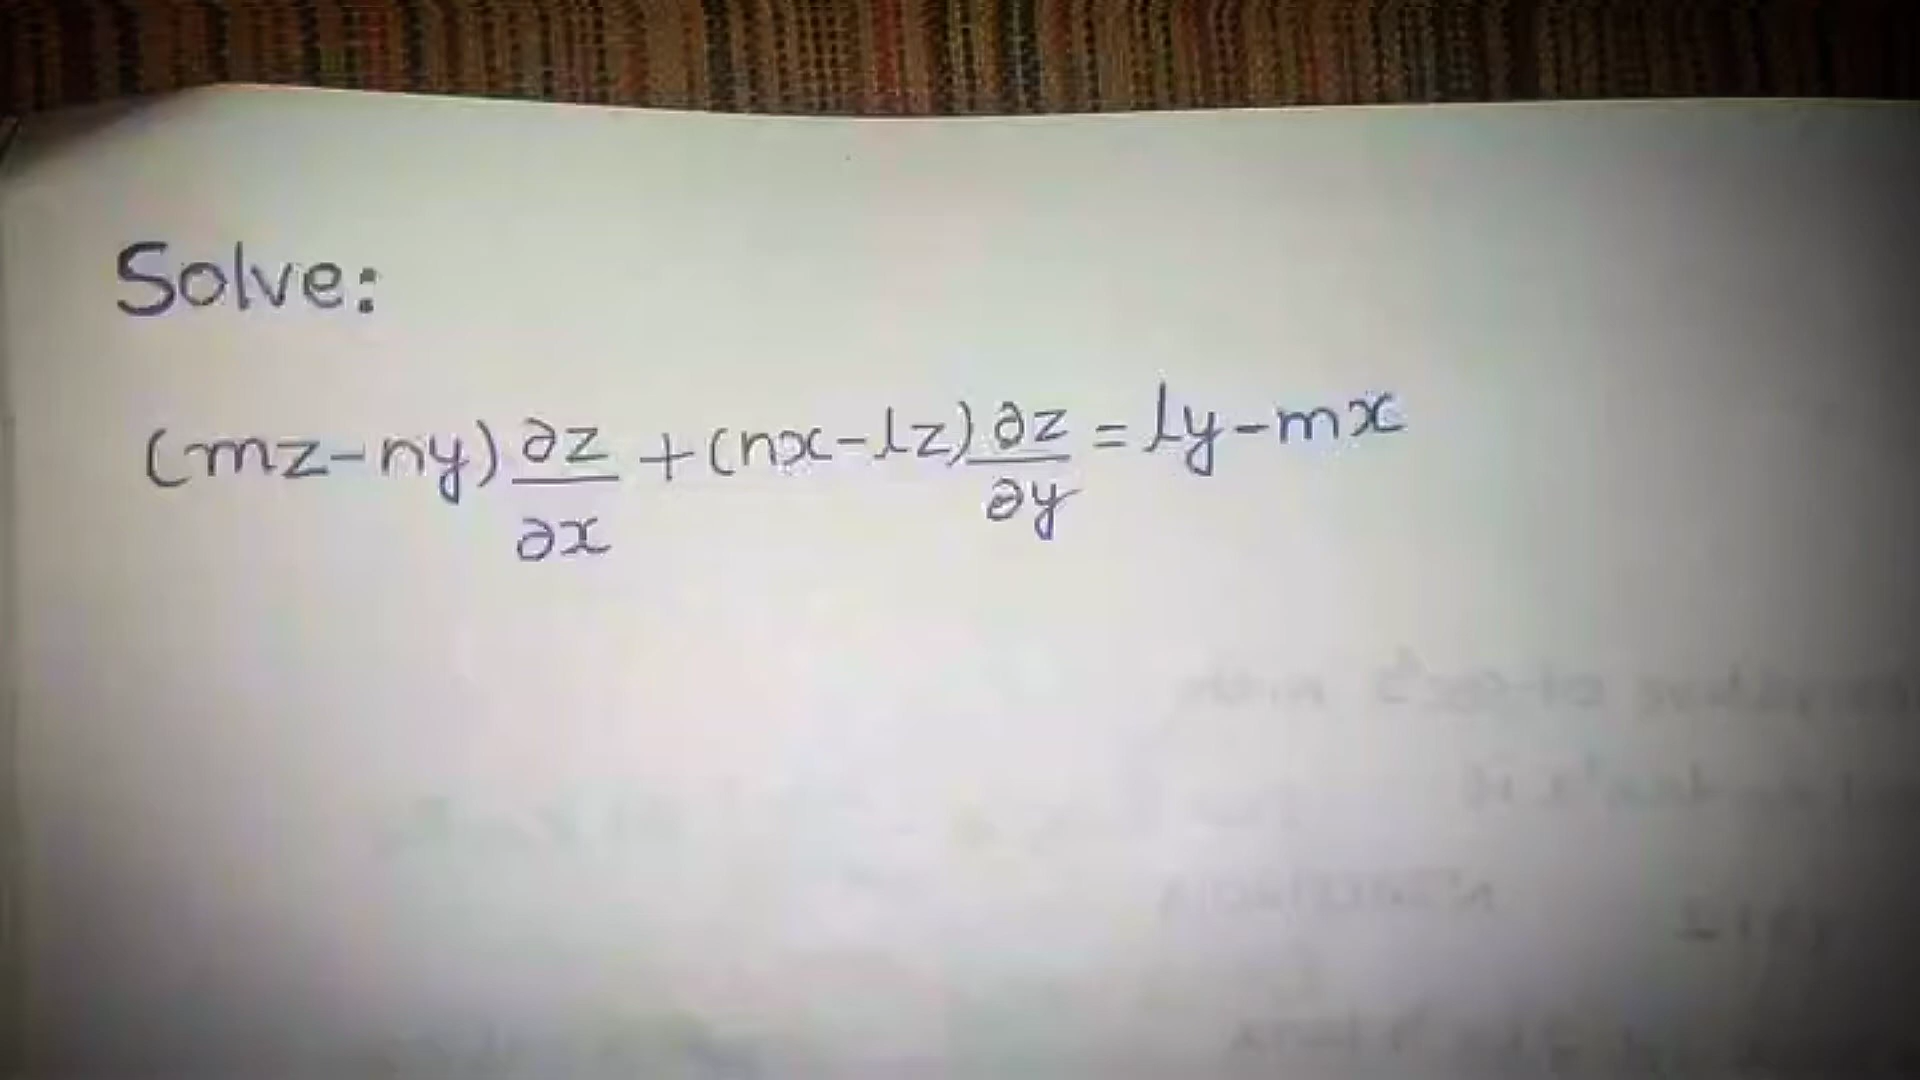 Solve:
(mz-ny) ∂z/∂x + (nx-lz) ∂z/∂y = ly-mx